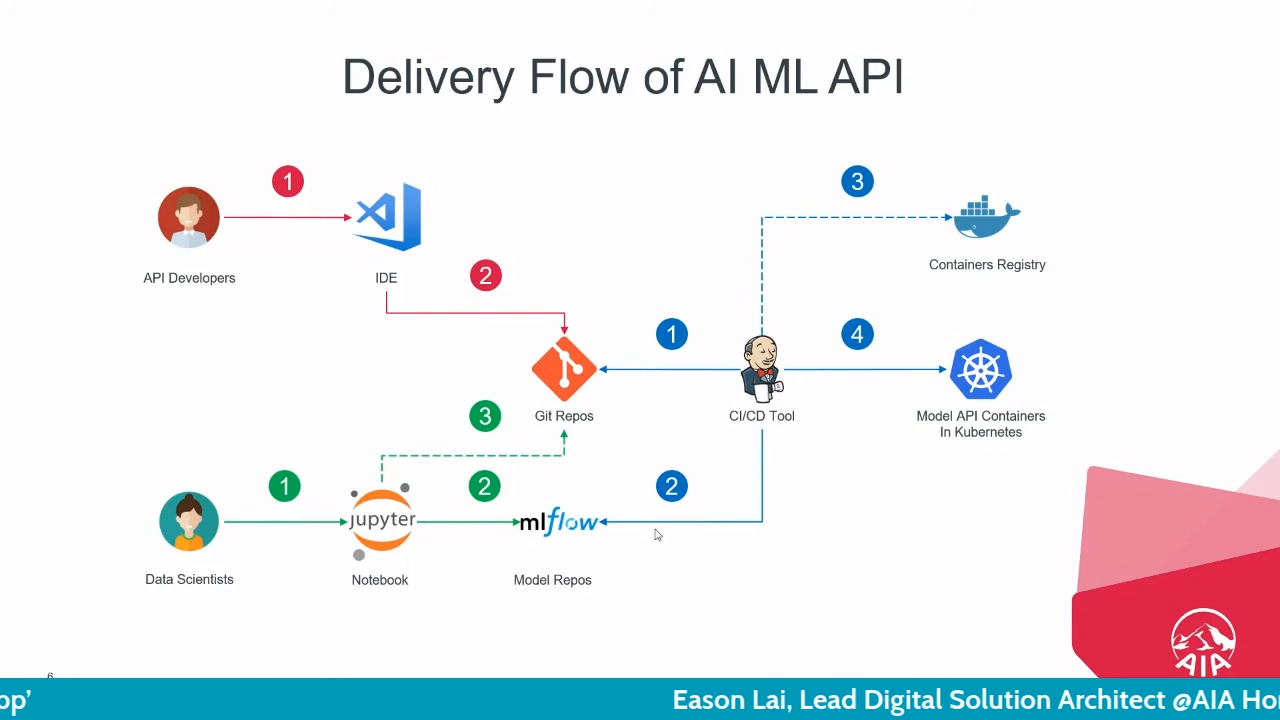 Delivery Flow of AI ML API
1
3
API Developers
IDE
2
Containers Registry
1
4
3
Git Repos
CI/CD Tool
Model API Containers
In Kubernetes
1
2
2
jupyter
mlflow
Data Scientists
Notebook
Model Repos
AIA
6
op’
Eason Lai, Lead Digital Solution Architect @AIA Hon